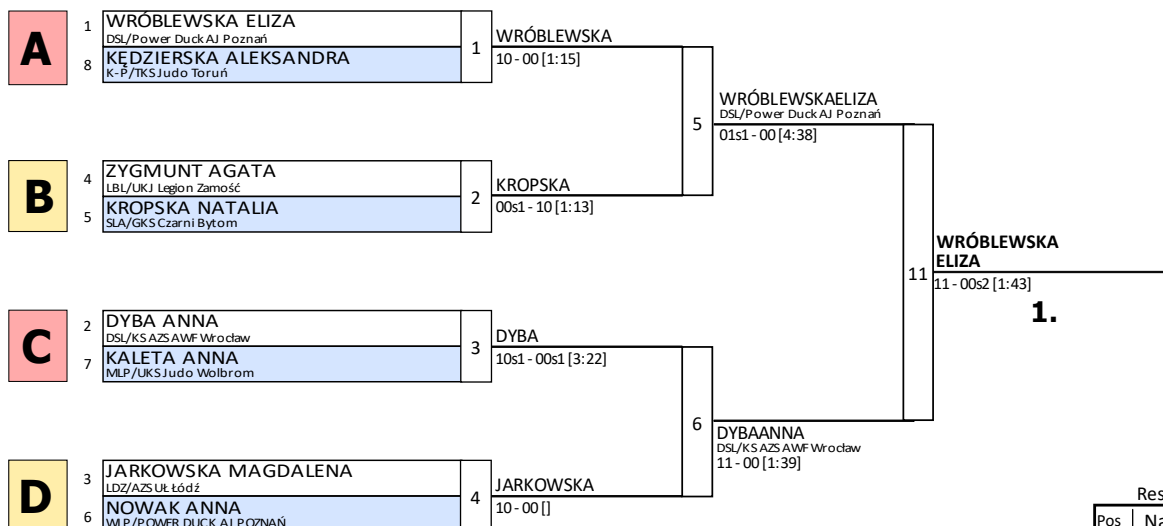 A
1 WRÓBLEWSKA ELIZA
DSL/Power Duck AJ Poznań
8 KĘDZIERSKA ALEKSANDRA
K-P/TKS Judo Toruń
1
WRÓBLEWSKA
10 - 00 [1:15]
5
WRÓBLEWSKAELIZA
DSL/Power Duck AJ Poznań
01s1 - 00 [4:38]
B
4 ZYGMUNT AGATA
LBL/UKJ Legion Zamość
5 KROPSKA NATALIA
SLA/GKS Czarni Bytom
2
KROPSKA
00s1 - 10 [1:13]
11
WRÓBLEWSKA
ELIZA
11 - 00s2 [1:43]
1.
C
2 DYBA ANNA
DSL/KS AZS AWF Wrocław
7 KALETA ANNA
MLP/UKS Judo Wolbrom
3
DYBA
10s1 - 00s1 [3:22]
6
DYBAANNA
DSL/KS AZS AWF Wrocław
11 - 00 [1:39]
D
3 JARKOWSKA MAGDALENA
LDZ/AZS UŁ Łódź
6 NOWAK ANNA
WLP/POWER DUCK AJ POZNAŃ
4
JARKOWSKA
10 - 00 []
Res
Pos Na